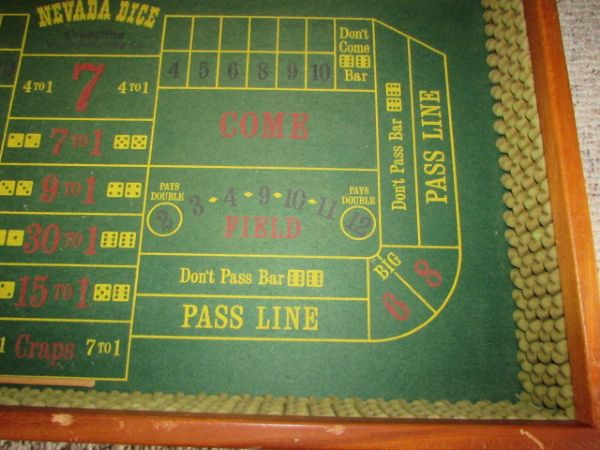 NEVADA DICE
Don't
Come
Bar
4 5 6 8 9 10
4 TO 1 7 4 TO 1
COME
Don't Pass Bar
PASS LINE
7 TO 1
9 TO 1
30 TO 1
15 TO 1
Craps 7 TO 1
PAYS
DOUBLE
2
3 · 4 · 9 · 10 · 11
FIELD
PAYS
DOUBLE
12
Don't Pass Bar
PASS LINE
BIG
6 8